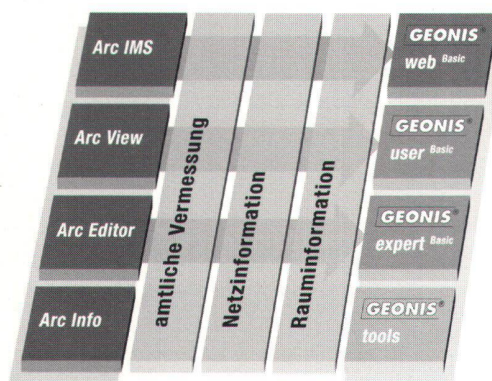 Arc IMS
Arc View
Arc Editor
Arc Info
amtliche Vermessung
Netzinformation
Rauminformation
GEONIS®
web Basic
GEONIS®
user Basic
GEONIS®
expert Basic
GEONIS®
tools